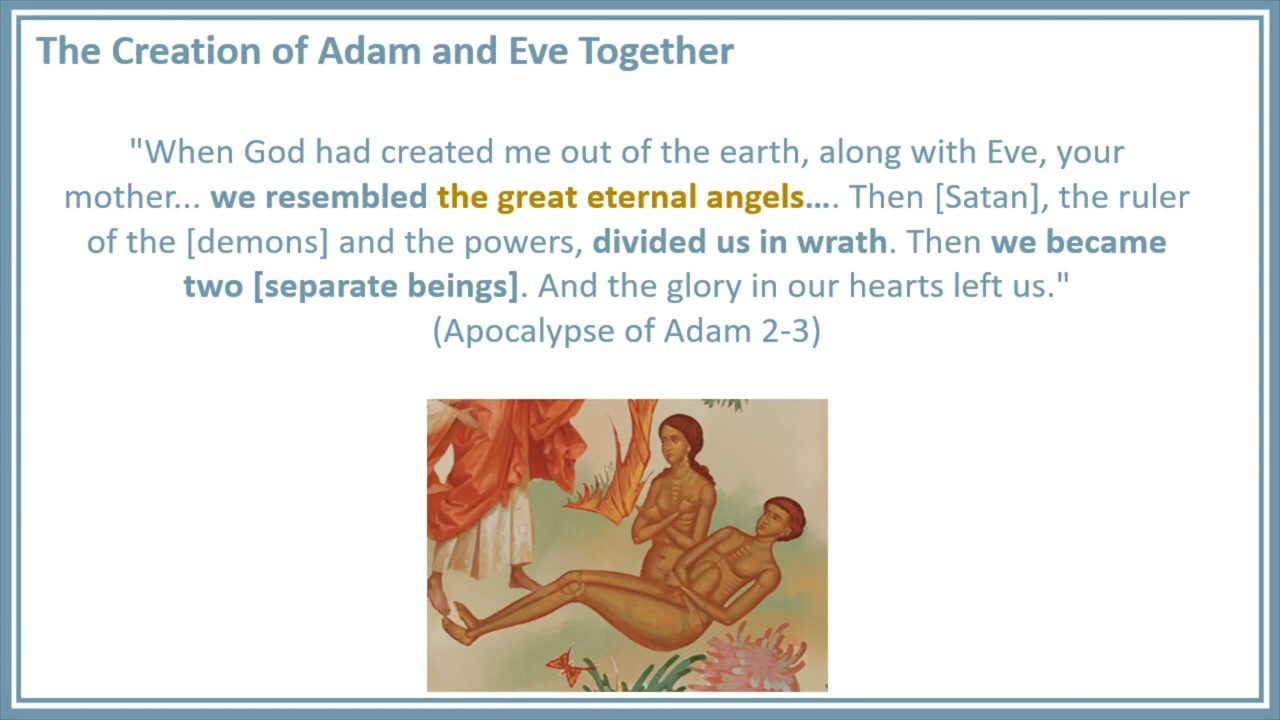 The Creation of Adam and Eve Together
"When God had created me out of the earth, along with Eve, your
mother... we resembled the great eternal angels…. Then [Satan], the ruler
of the [demons] and the powers, divided us in wrath. Then we became
two [separate beings]. And the glory in our hearts left us."
(Apocalypse of Adam 2-3)